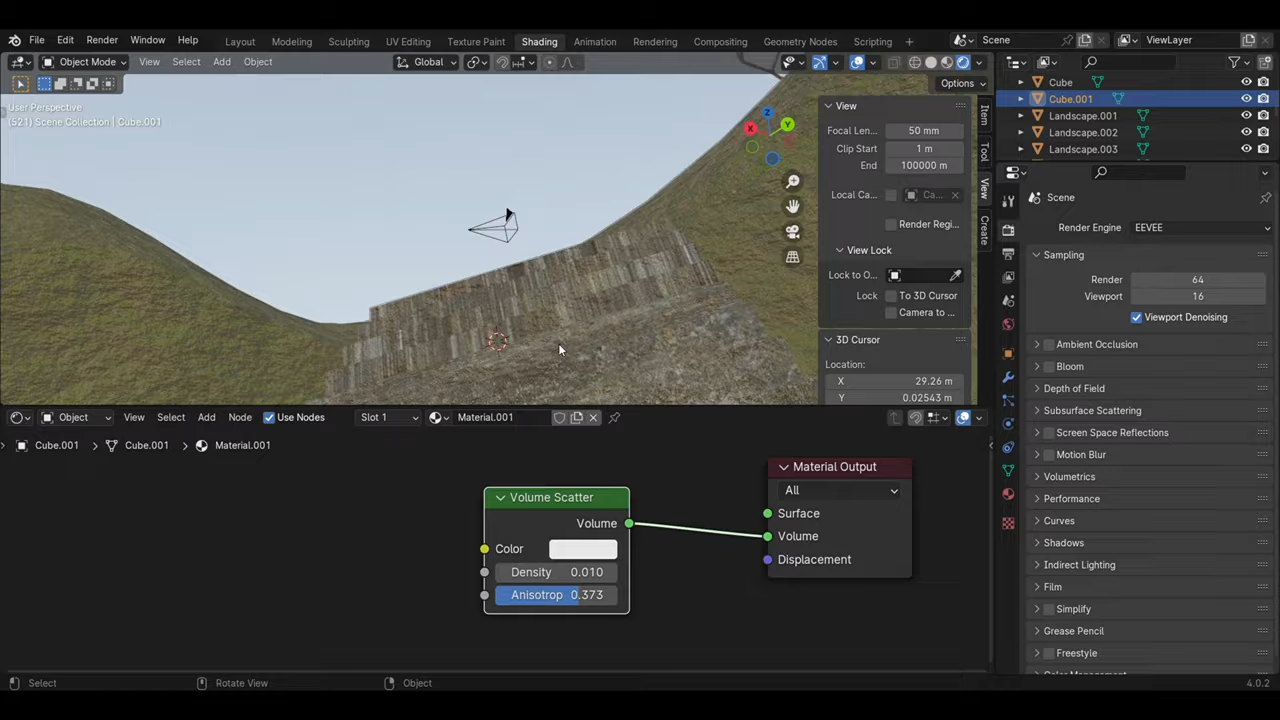 File Edit Render Window Help Layout Modeling Sculpting UV Editing Texture Paint Shading Animation Rendering Compositing Geometry Nodes Scripting + Scene ViewLayer
Object Mode View Select Add Object Global
Options
User Perspective
(521) Scene Collection | Cube.001
X
Y
Z
View
Focal Len... 50 mm
Clip Start 1 m
End 100000 m
Local Ca... Ca...
Render Regi...
View Lock
Lock to O...
Lock To 3D Cursor
Camera to ...
3D Cursor
Location:
X 29.26 m
Y 0.02543 m
Item
Tool
View
Create
Cube
Cube.001
Landscape.001
Landscape.002
Landscape.003
Scene
Render Engine EEVEE
Sampling
Render 64
Viewport 16
Viewport Denoising
Ambient Occlusion
Bloom
Depth of Field
Subsurface Scattering
Screen Space Reflections
Motion Blur
Volumetrics
Performance
Curves
Shadows
Indirect Lighting
Film
Simplify
Grease Pencil
Freestyle
Object View Select Add Node Use Nodes Slot 1 Material.001
Cube.001 Cube.001 Material.001
Volume Scatter
Volume
Color
Density 0.010
Anisotrop 0.373
Material Output
All
Surface
Volume
Displacement
Select Rotate View Object 4.0.2